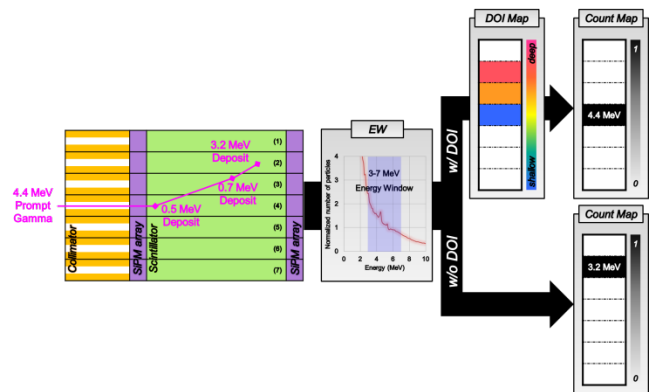 DOI Map
Count Map
deep
shallow
1
4.4 MeV
0
EW
4
3
2
1
0
3-7 MeV
Energy Window
Normalized number of particles
0
2
4
6
8
10
Energy (MeV)
w/ DOI
w/o DOI
(1)
3.2 MeV
Deposit
(2)
(3)
0.7 MeV
Deposit
4.4 MeV
Prompt
Gamma
(4)
0.5 MeV
Deposit
(5)
(6)
(7)
Collimator
SiPM array
Scintillator
SiPM array
Count Map
1
3.2 MeV
0